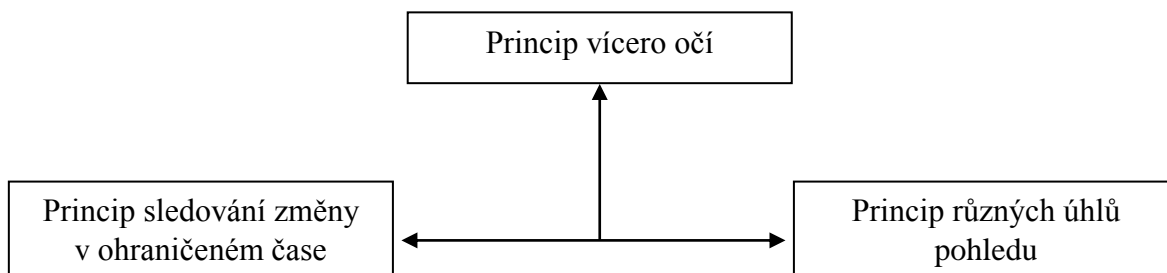 Princip vícero očí
Princip sledování změny
v ohraničeném čase
Princip různých úhlů
pohledu